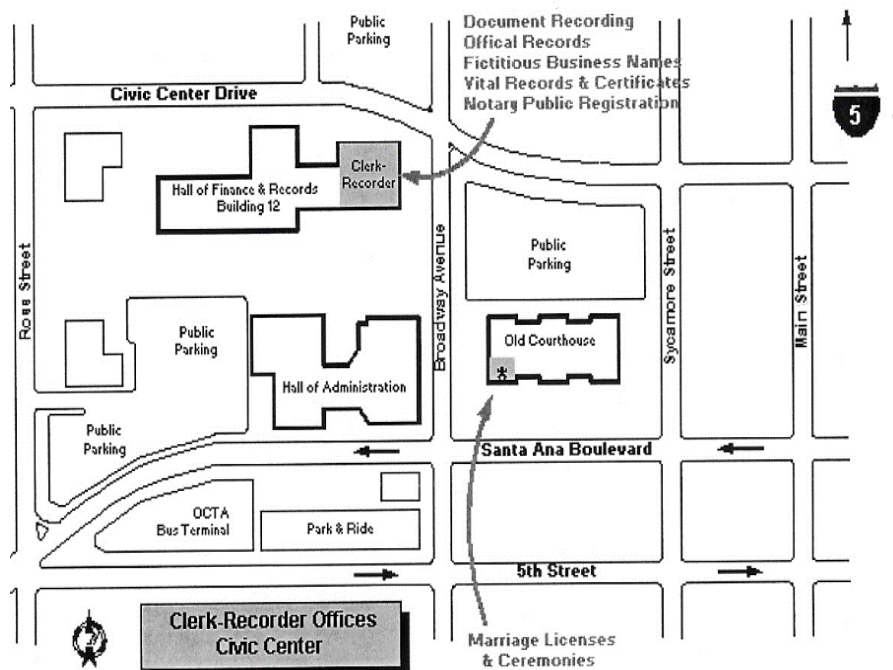 Public
Parking
Document Recording
Offical Records
Fictitious Business Names
Vital Records & Certificates
Notary Public Registration
5
Civic Center Drive
Clerk-
Recorder
Hall of Finance & Records
Building 12
Ross Street
Broadway Avenue
Public
Parking
Sycamore Street
Main Street
Public
Parking
Hall of Administration
Old Courthouse
Public
Parking
Santa Ana Boulevard
OCTA
Bus Terminal
Park & Ride
5th Street
Clerk-Recorder Offices
Civic Center
Marriage Licenses
& Ceremonies